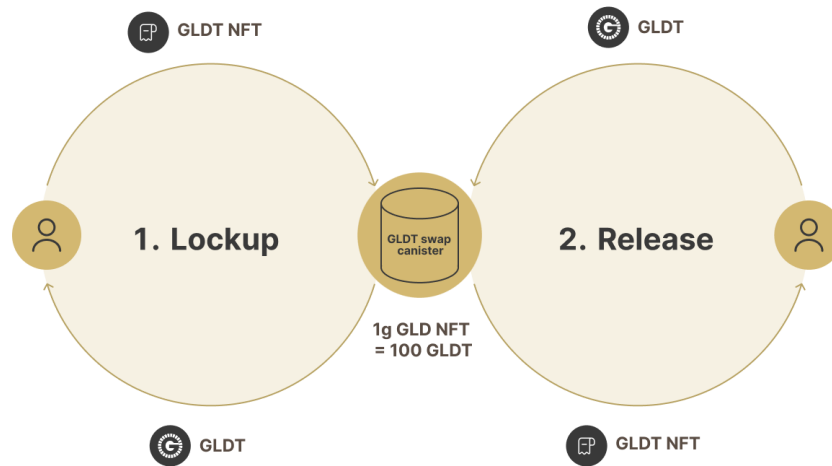 GLDT NFT
GLDT
1. Lockup
GLDT swap
canister
2. Release
1g GLD NFT
= 100 GLDT
GLDT
GLDT NFT